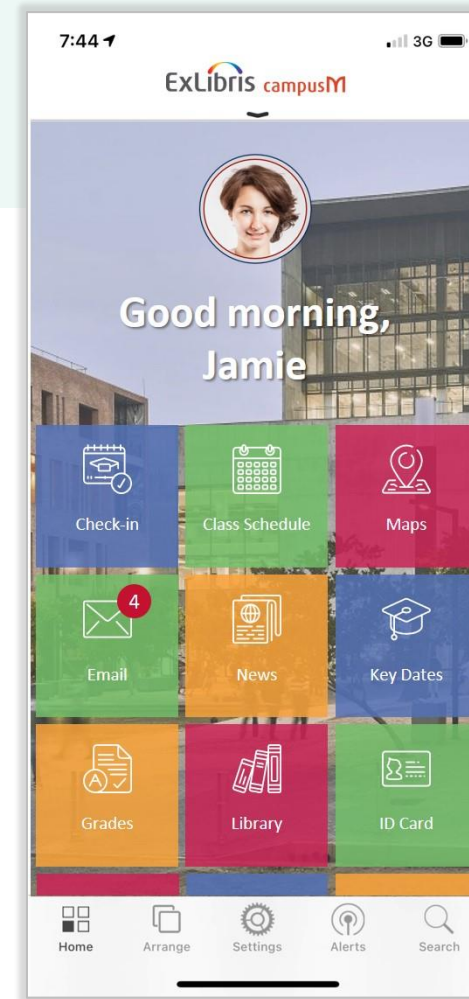 7:44
3G
ExLibris campusM
Good morning,
Jamie
Check-in
Class Schedule
Maps
4
Email
News
Key Dates
A
Grades
Library
ID Card
Home
Arrange
Settings
Alerts
Search